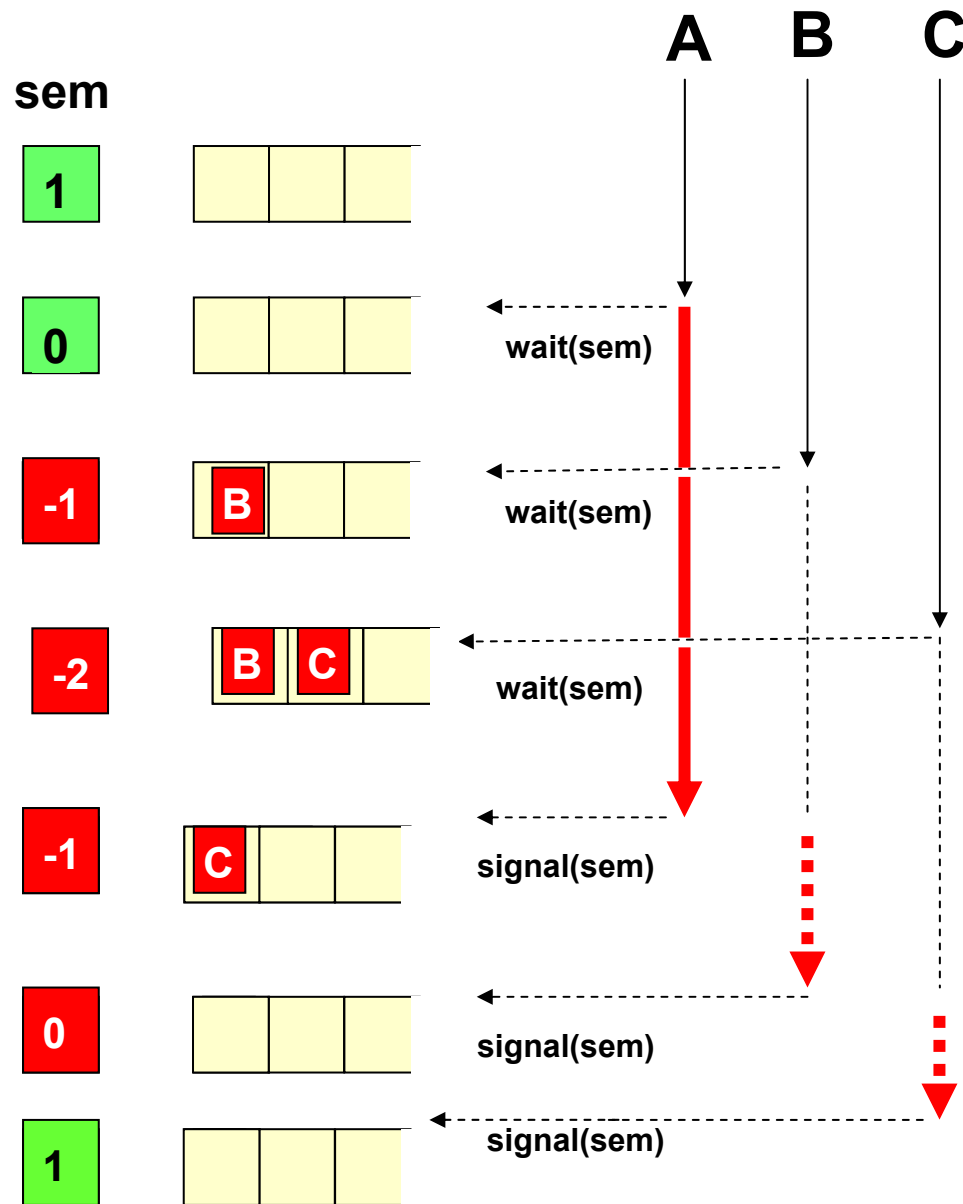 A B C
sem
1
0
wait(sem)
-1 B
wait(sem)
-2 B C
wait(sem)
-1 C
signal(sem)
0
signal(sem)
1
signal(sem)